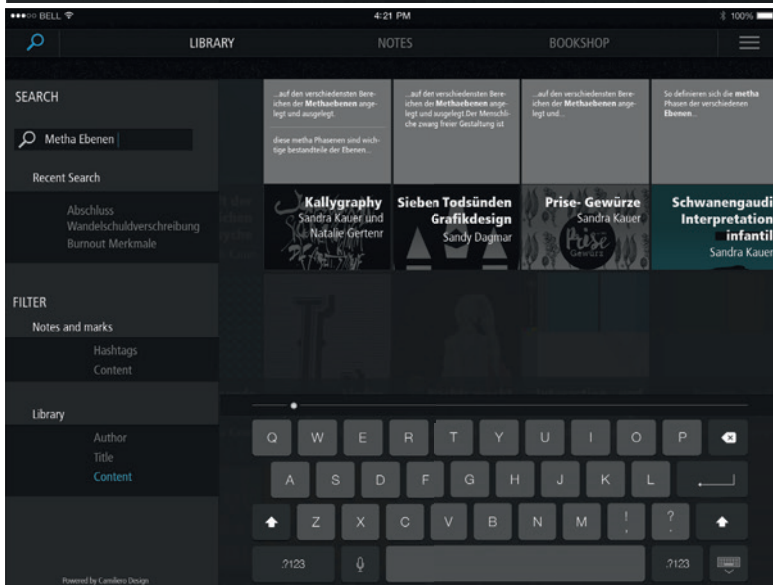 BELL
4:21 PM
100%
LIBRARY
NOTES
BOOKSHOP
SEARCH
Metha Ebenen
Recent Search
Abschluss
Wandelschuldverschreibung
Burnout Merkmale
FILTER
Notes and marks
Hashtags
Content
Library
Author
Title
Content
Powered by Camiliero Design
...auf den verschiedensten Bere-
ichen der Methaebenen ange-
legt und ausgelegt.
diese metha Phasenen sind wich-
tige bestandteile der Ebenen...
Kallygraphy
Sandra Kauer und
Natalie Gertenr
...auf den verschiedensten Bere-
ichen der Methaebenen ange-
legt und ausgelegt.Der Menschli-
che zwang freier Gestaltung ist
Sieben Todsünden
Grafikdesign
Sandy Dagmar
...auf den verschiedensten Bere-
ichen der Methaebenen ange-
legt und...
Prise- Gewürze
Sandra Kauer
Prise
Gewürz
So definieren sich die metha
Phasen der verschiedenen
Ebenen...
Schwanengaudi
Interpretation
infantil
Sandra Kauer
Q W E R T Y U I O P
A S D F G H J K L
Z X C V B N M ! , ? .
.?123 .?123